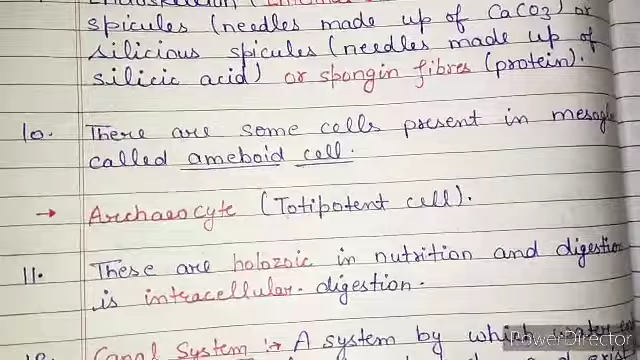 spicules (needles made up of CaCO3) or
silicious spicules (needles made up of
silicic acid) or spongin fibres (protein).
10. There are some cells present in mesogle
called ameboid cell.
→ Archaeocyte (Totipotent cell).
11. These are holozoic in nutrition and digestion
is intracellular digestion.
Canal System :→ A system by which water
PowerDirector